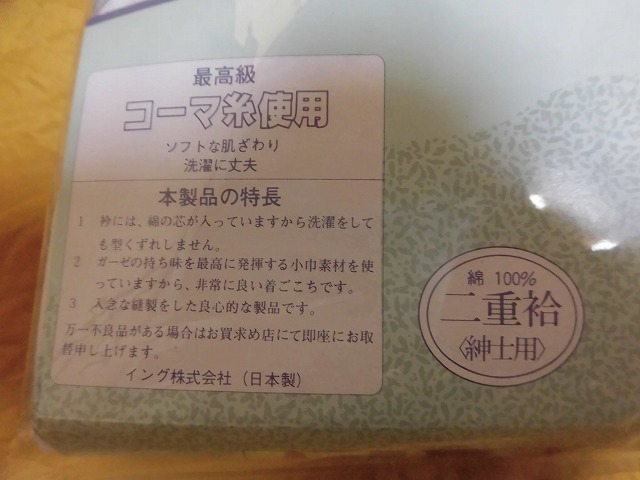 最高級
コーマ糸使用
ソフトな肌ざわり
洗濯に丈夫
本製品の特長
1 衿には、綿の芯が入っていますから洗濯をして
も型くずれしません。
2 ガーゼの持ち味を最高に発揮する小巾素材を使
っていますから、非常に良い着ごこちです。
3 入念な縫製をした良心的な製品です。
万一不良品がある場合はお買求め店にて即座にお取
替申し上げます。
イング株式会社（日本製）
綿 100%
二重袷
〈紳士用〉